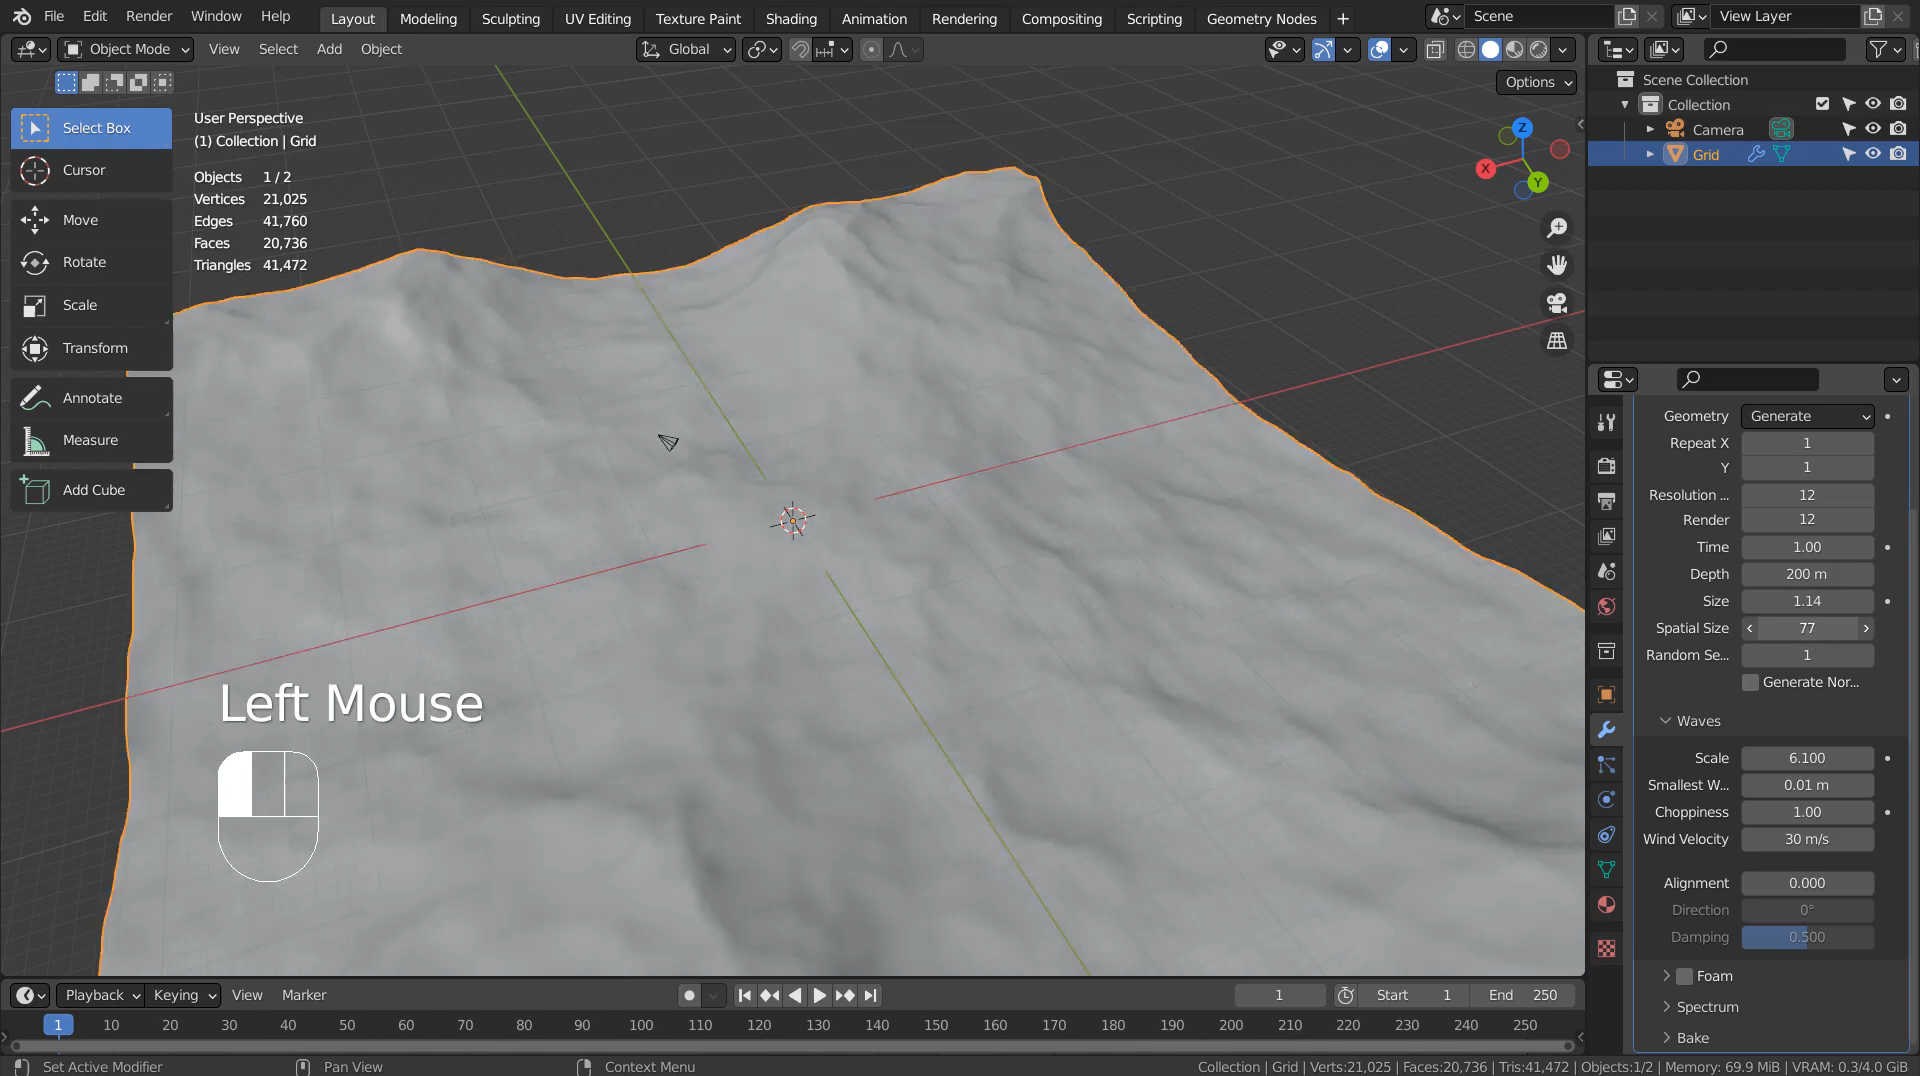 File Edit Render Window Help Layout Modeling Sculpting UV Editing Texture Paint Shading Animation Rendering Compositing Scripting Geometry Nodes + Scene View Layer
Object Mode View Select Add Object Global
Options
Select Box
Cursor
Move
Rotate
Scale
Transform
Annotate
Measure
Add Cube
User Perspective
(1) Collection | Grid
Objects 1 / 2
Vertices 21,025
Edges 41,760
Faces 20,736
Triangles 41,472
Z
X
Y
Left Mouse
Scene Collection
Collection
Camera
Grid
Geometry Generate
Repeat X 1
Y 1
Resolution ... 12
Render 12
Time 1.00
Depth 200 m
Size 1.14
Spatial Size 77
Random Se... 1
Generate Nor...
Waves
Scale 6.100
Smallest W... 0.01 m
Choppiness 1.00
Wind Velocity 30 m/s
Alignment 0.000
Direction 0°
Damping 0.500
Foam
Spectrum
Bake
Playback Keying View Marker 1 Start 1 End 250
1 10 20 30 40 50 60 70 80 90 100 110 120 130 140 150 160 170 180 190 200 210 220 230 240 250
Set Active Modifier Pan View Context Menu Collection | Grid | Verts:21,025 | Faces:20,736 | Tris:41,472 | Objects:1/2 | Memory: 69.9 MiB | VRAM: 0.3/4.0 GiB